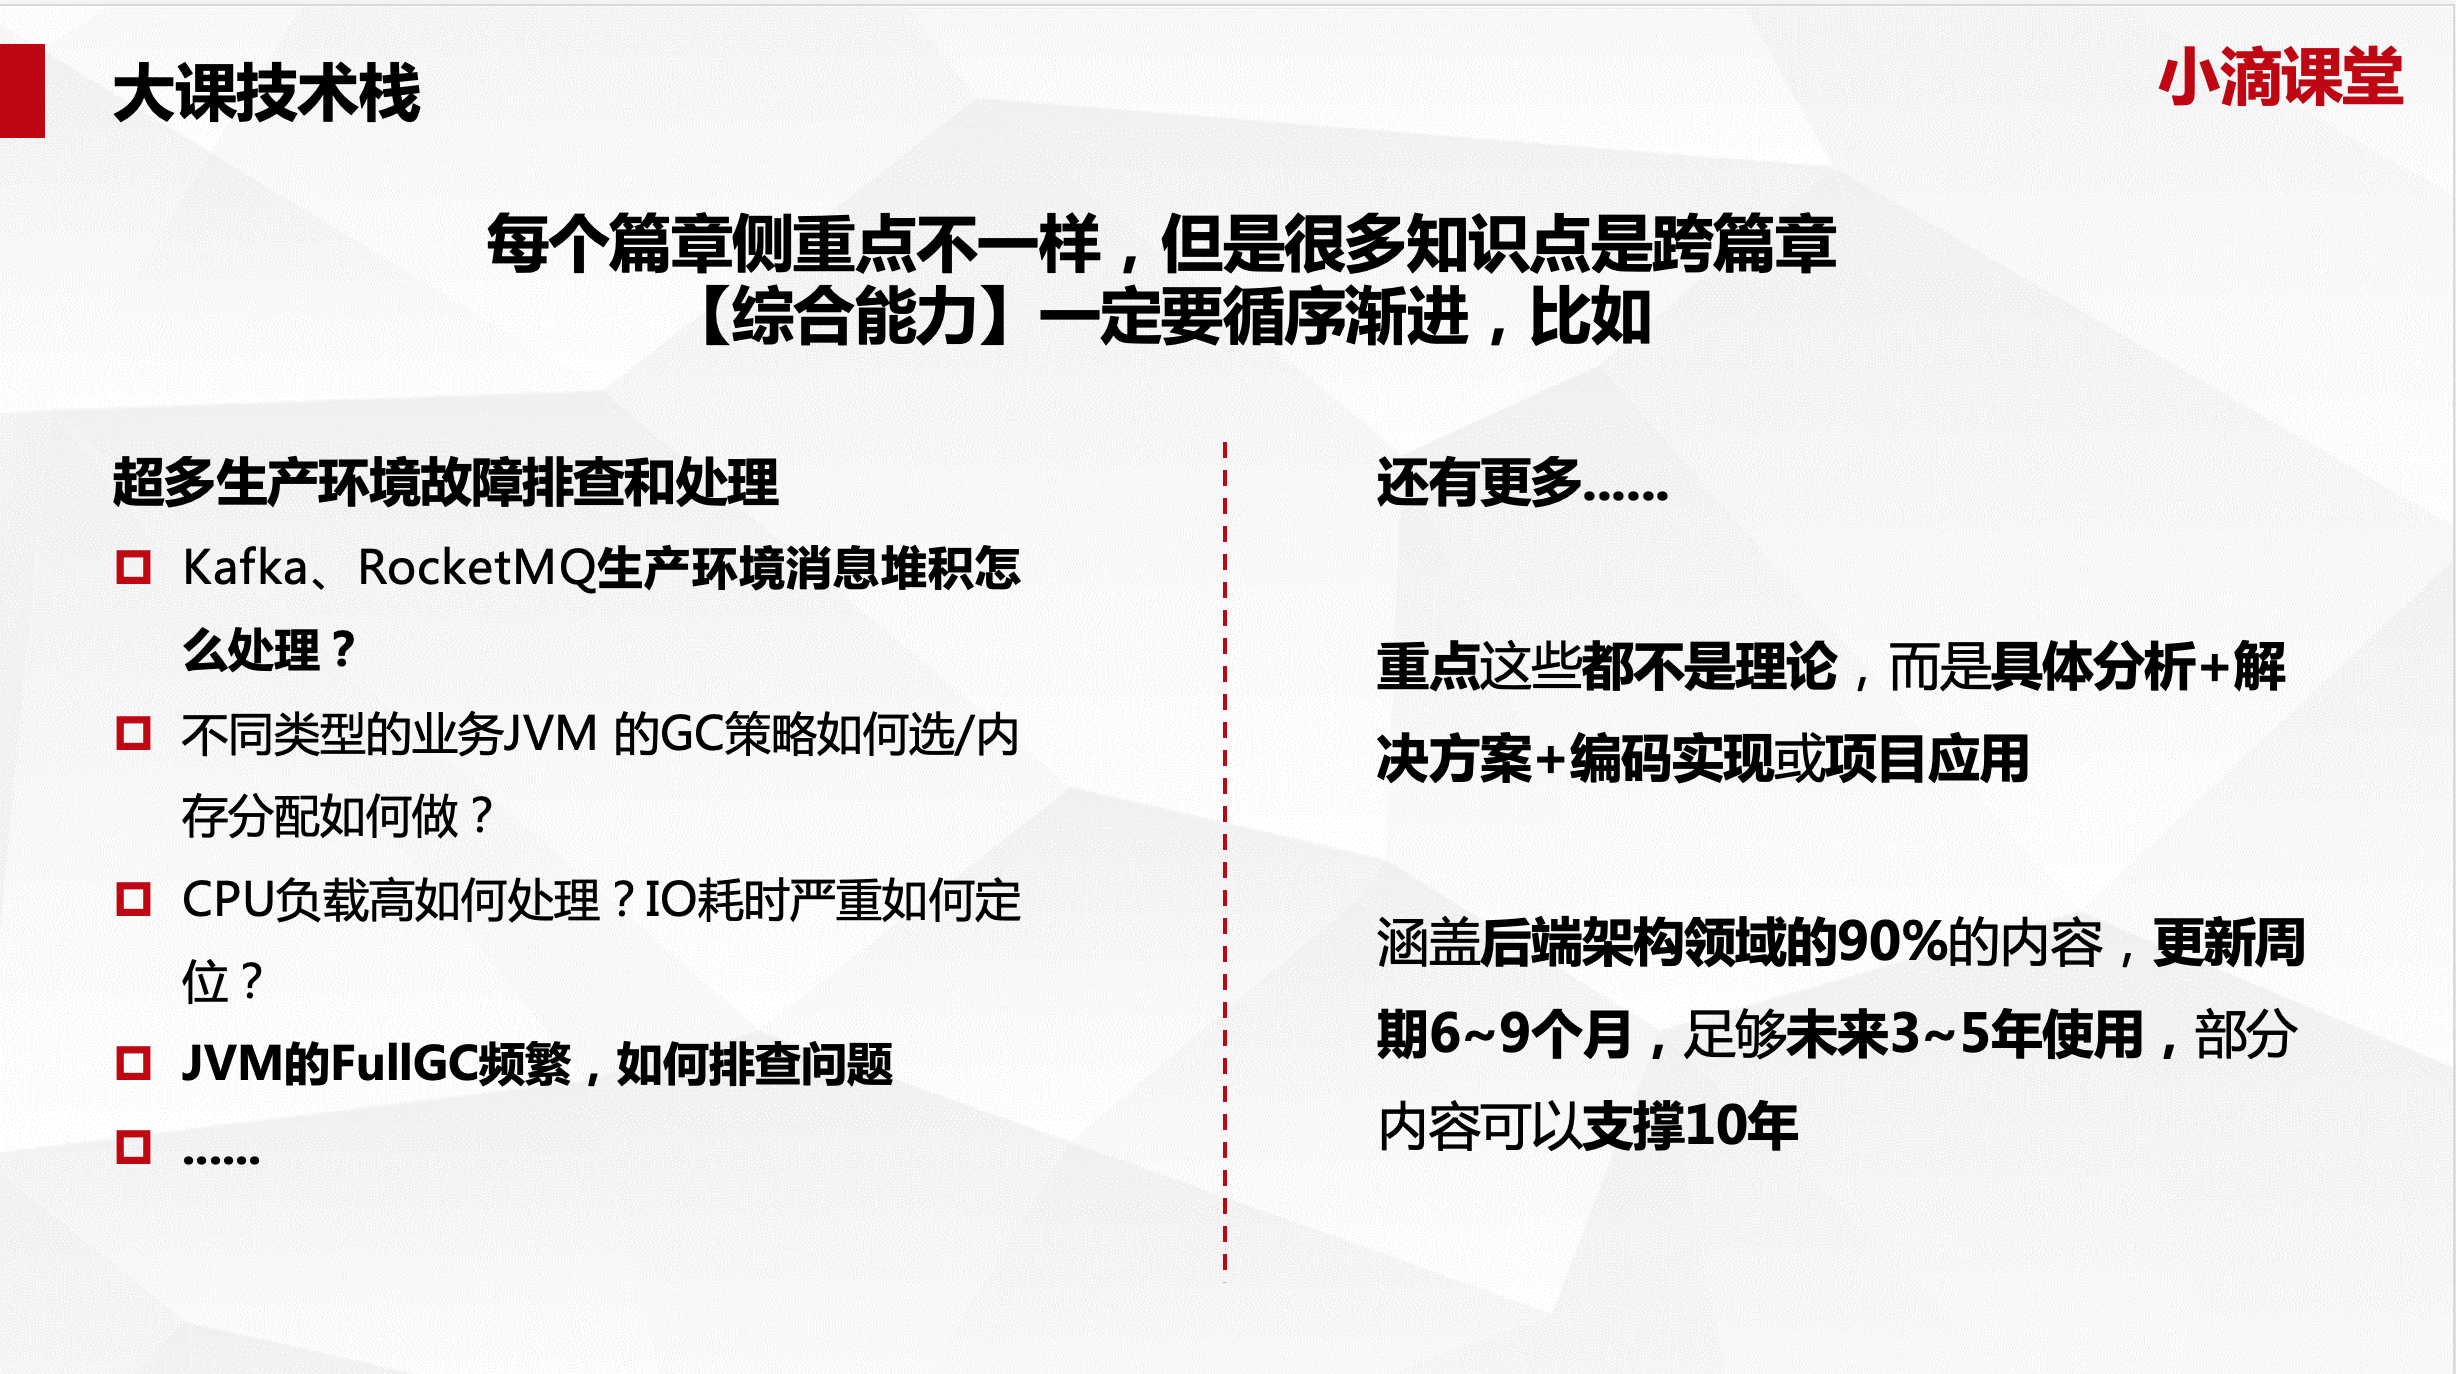 大课技术栈
小滴课堂
每个篇章侧重点不一样，但是很多知识点是跨篇章
【综合能力】一定要循序渐进，比如
超多生产环境故障排查和处理
Kafka、RocketMQ生产环境消息堆积怎
么处理？
不同类型的业务JVM 的GC策略如何选/内
存分配如何做？
CPU负载高如何处理？IO耗时严重如何定
位？
JVM的FullGC频繁，如何排查问题
......
还有更多......
重点这些都不是理论，而是具体分析+解
决方案+编码实现或项目应用
涵盖后端架构领域的90%的内容，更新周
期6~9个月，足够未来3~5年使用，部分
内容可以支撑10年